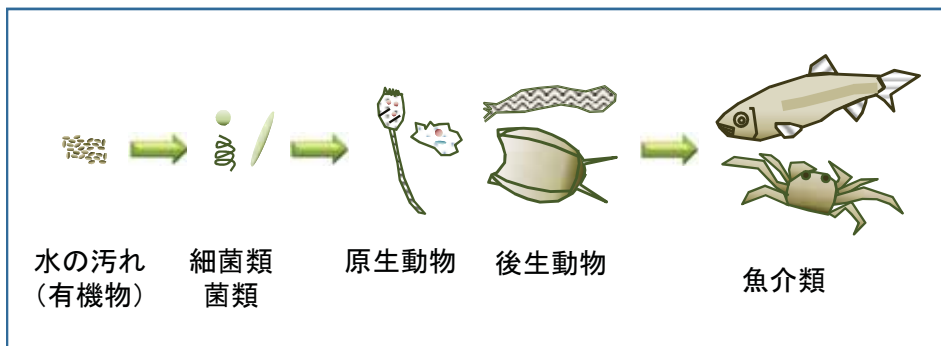 水の汚れ
（有機物）
細菌類
菌類
原生動物
後生動物
魚介類